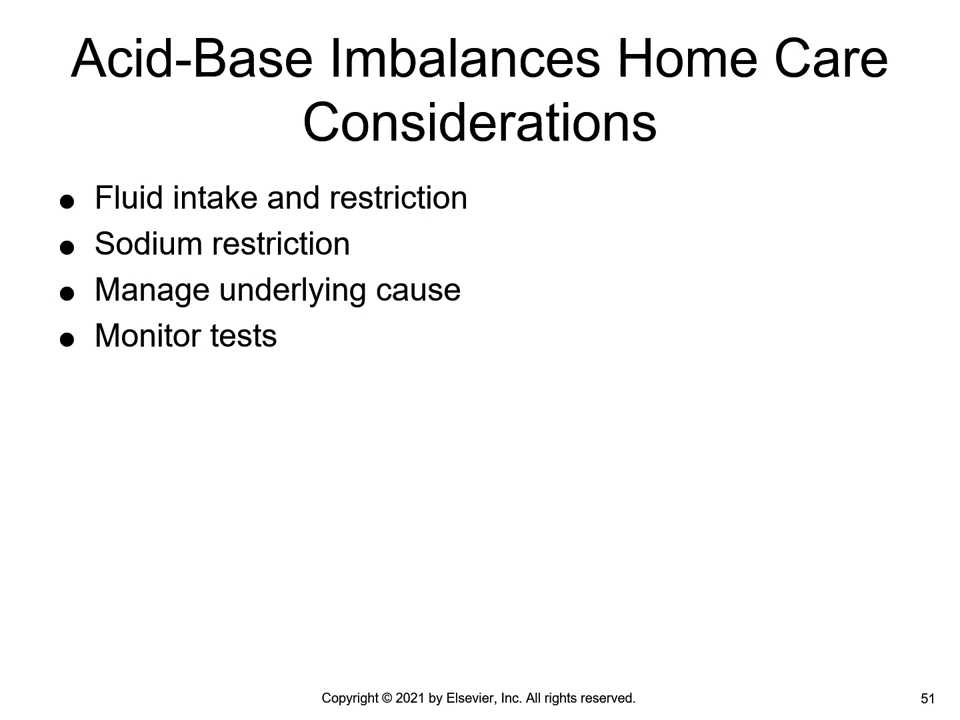 Acid-Base Imbalances Home Care
Considerations
● Fluid intake and restriction
● Sodium restriction
● Manage underlying cause
● Monitor tests
Copyright © 2021 by Elsevier, Inc. All rights reserved.
51